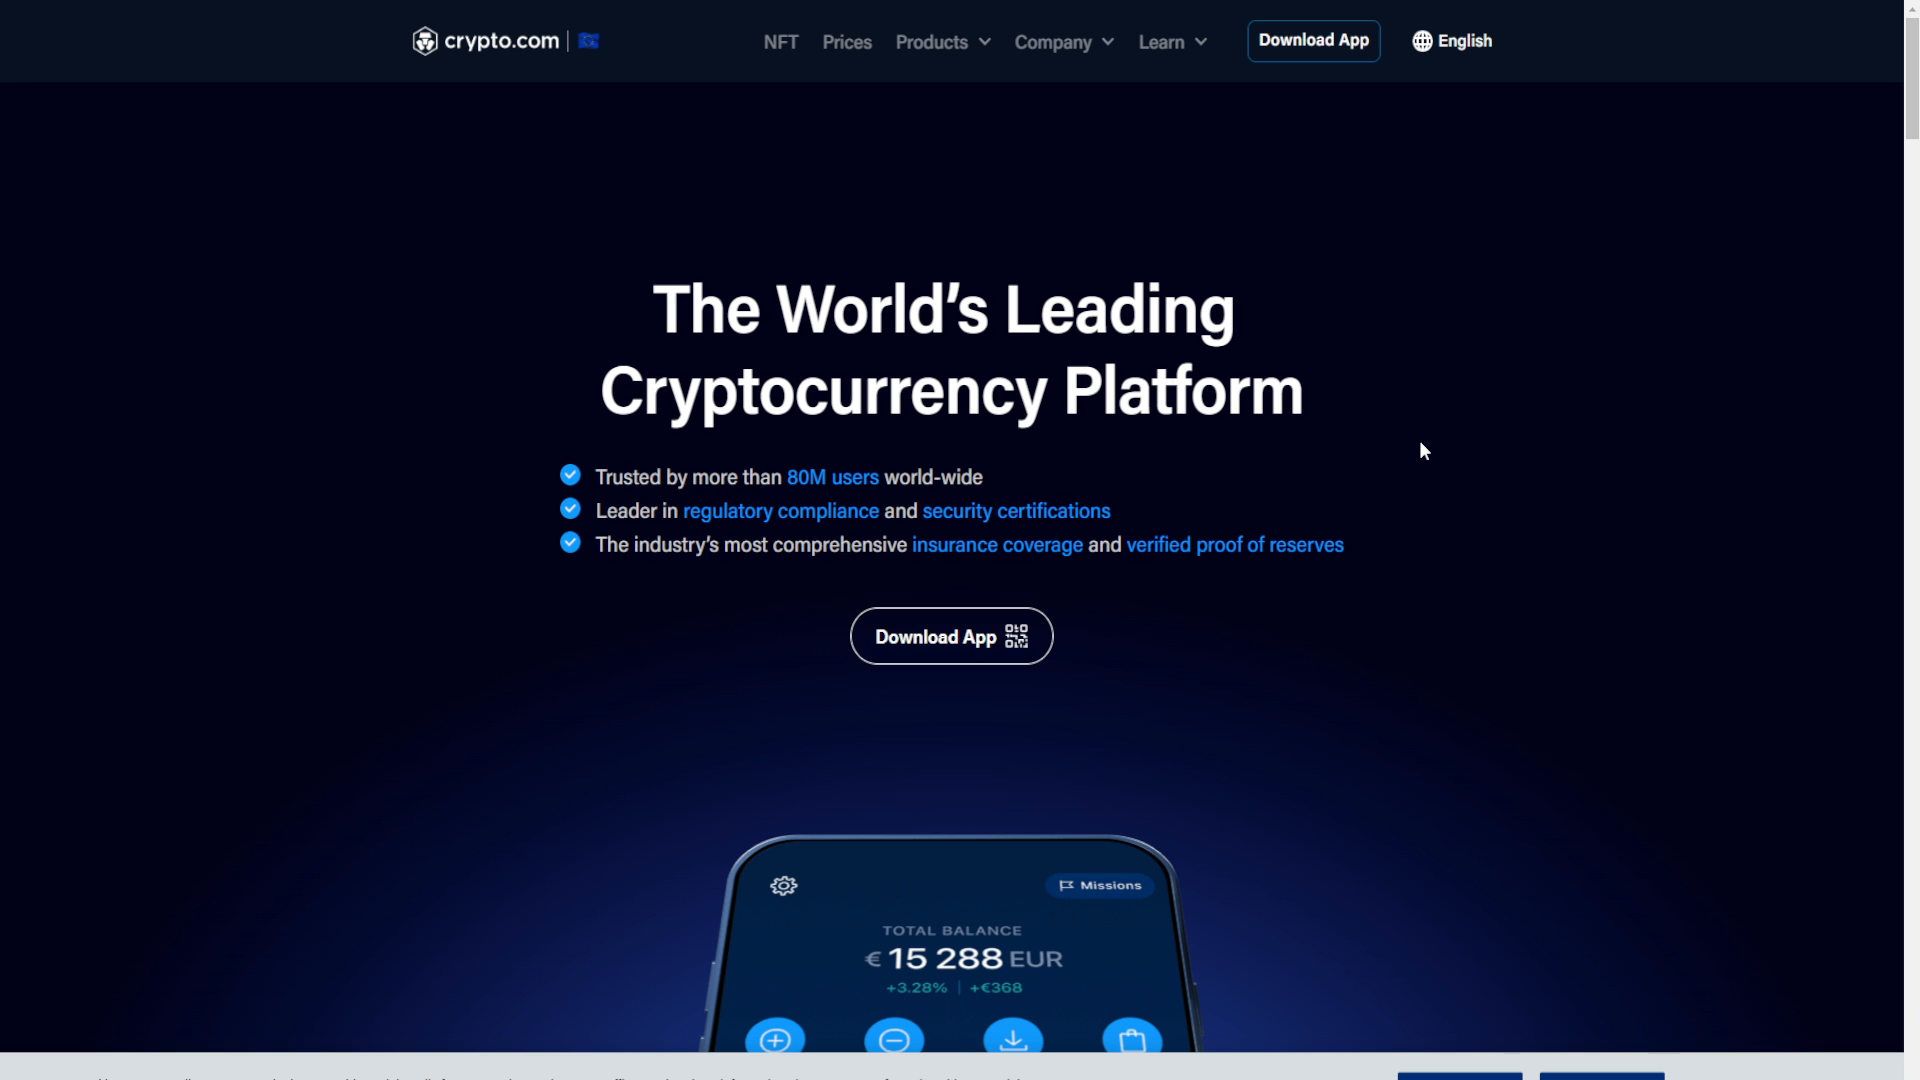 crypto.com
NFT Prices Products Company Learn Download App English
The World's Leading
Cryptocurrency Platform
Trusted by more than 80M users world-wide
Leader in regulatory compliance and security certifications
The industry's most comprehensive insurance coverage and verified proof of reserves
Download App
Missions
TOTAL BALANCE
€ 15 288 EUR
+3.28% | +€368